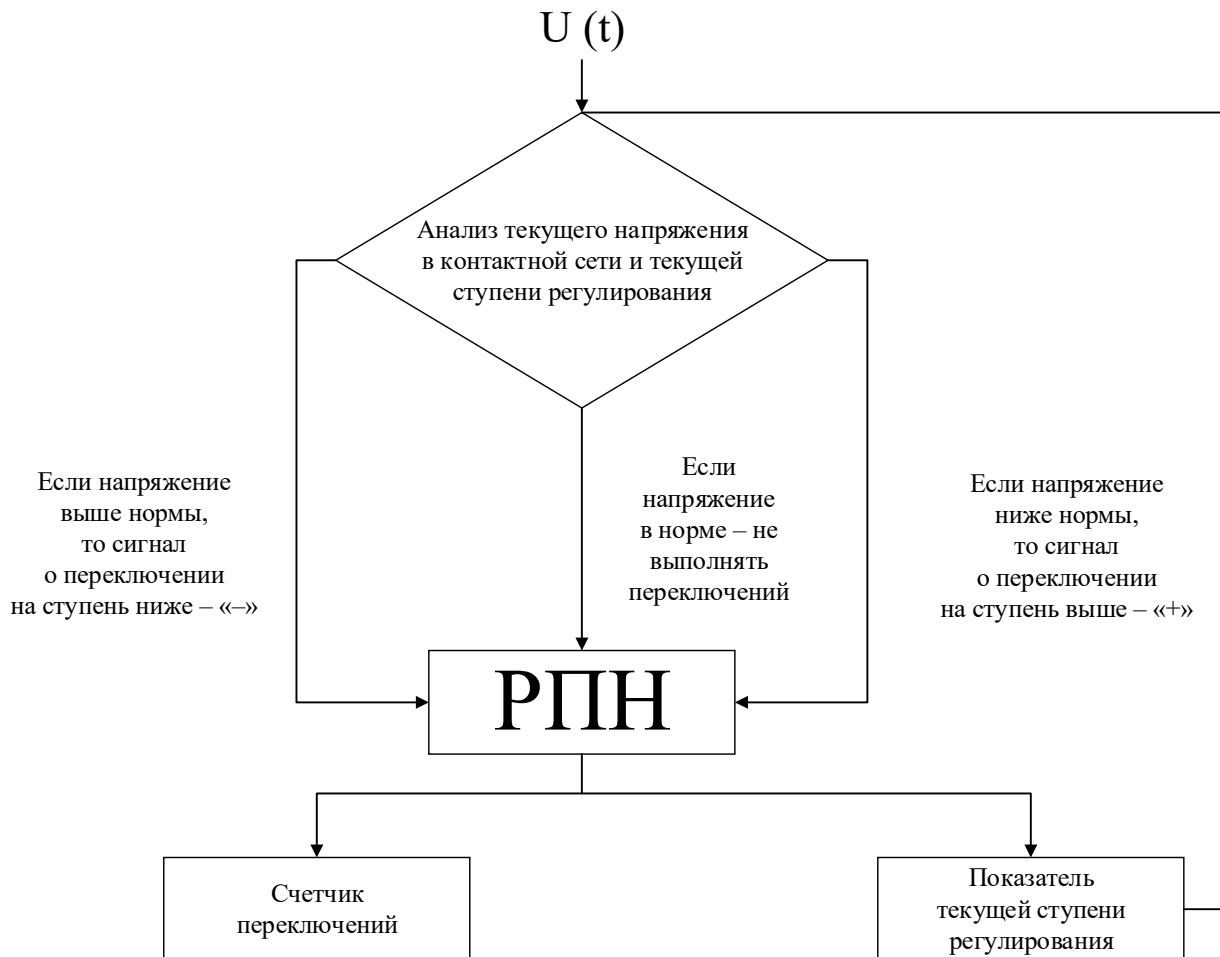 U (t)
Анализ текущего напряжения
в контактной сети и текущей
ступени регулирования
Если напряжение
выше нормы,
то сигнал
о переключении
на ступень ниже – «–»
Если
напряжение
в норме – не
выполнять
переключений
Если напряжение
ниже нормы,
то сигнал
о переключении
на ступень выше – «+»
РПН
Счетчик
переключений
Показатель
текущей ступени
регулирования